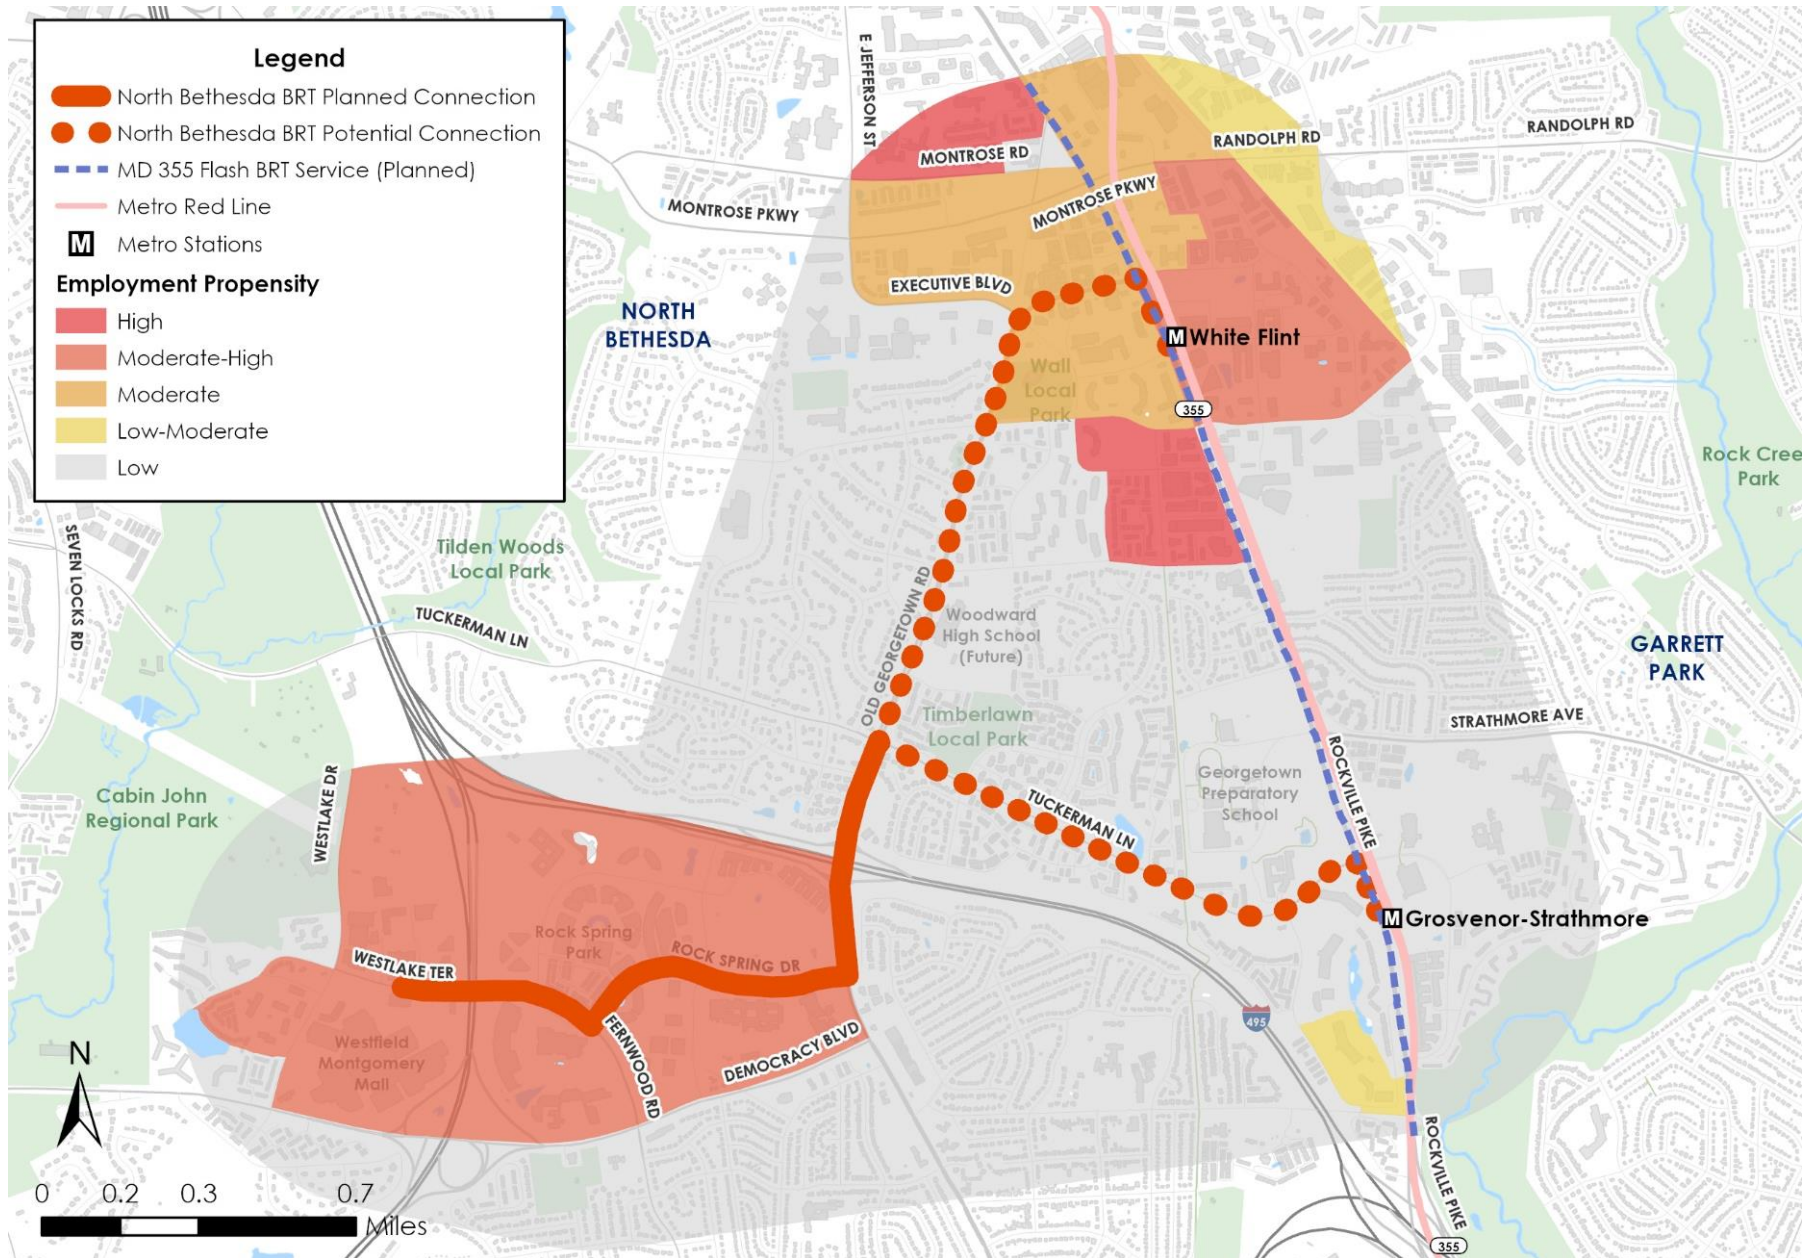 Legend
North Bethesda BRT Planned Connection
North Bethesda BRT Potential Connection
MD 355 Flash BRT Service (Planned)
Metro Red Line
M Metro Stations
Employment Propensity
High
Moderate-High
Moderate
Low-Moderate
Low
E JEFFERSON ST
MONTROSE RD
RANDOLPH RD
RANDOLPH RD
MONTROSE PKWY
MONTROSE PKWY
EXECUTIVE BLVD
NORTH
BETHESDA
M White Flint
Wall
Local
Park
355
Rock Cree
Park
SEVEN LOCKS RD
Tilden Woods
Local Park
TUCKERMAN LN
OLD GEORGETOWN RD
Woodward
High School
(Future)
GARRETT
PARK
Timberlawn
Local Park
STRATHMORE AVE
ROCKVILLE PIKE
Georgetown
Preparatory
School
WESTLAKE DR
Cabin John
Regional Park
TUCKERMAN LN
M Grosvenor-Strathmore
Rock Spring
Park
ROCK SPRING DR
WESTLAKE TER
495
FERNWOOD RD
DEMOCRACY BLVD
Westfield
Montgomery
Mall
N
ROCKVILLE PIKE
355
0 0.2 0.3 0.7
Miles